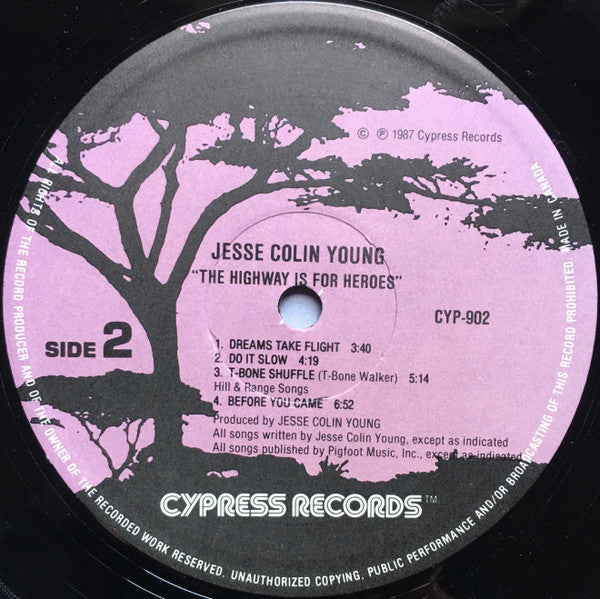 © ℗ 1987 Cypress Records
JESSE COLIN YOUNG
"THE HIGHWAY IS FOR HEROES"
CYP-902
SIDE 2
1. DREAMS TAKE FLIGHT 3:40
2. DO IT SLOW 4:19
3. T-BONE SHUFFLE (T-Bone Walker) 5:14
Hill & Range Songs
4. BEFORE YOU CAME 6:52
Produced by JESSE COLIN YOUNG
All songs written by Jesse Colin Young, except as indicated
All songs published by Pigfoot Music, Inc., except as indicated
CYPRESS RECORDS™
ALL RIGHTS OF THE RECORD PRODUCER AND OF THE OWNER OF THE RECORDED WORK RESERVED. UNAUTHORIZED COPYING, PUBLIC PERFORMANCE AND/OR BROADCASTING OF THIS RECORD PROHIBITED. MADE IN CANADA.